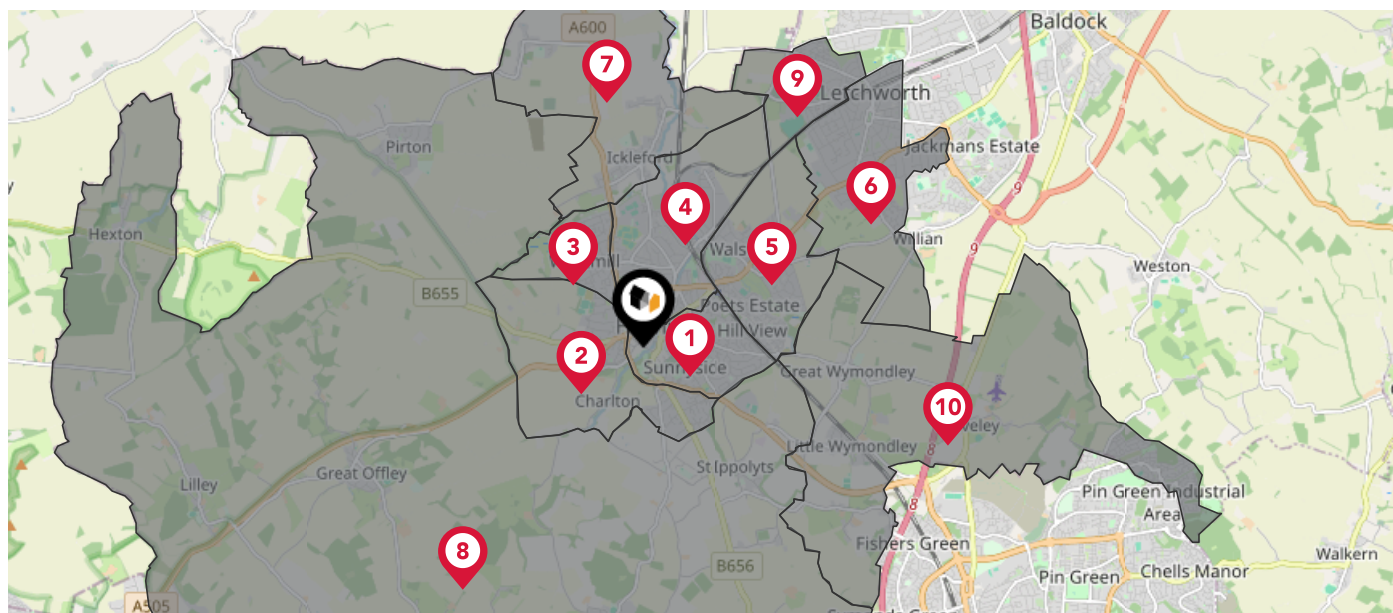 Baldock
A600
7
9
Letchworth
Pirton
Ickleford
Jackmans Estate
6
9
4
Hexton
3
5
Willian
9
Weston
B655
Poets Estate
1
Hill View
2
Sunnyside
Great Wymondley
Charlton
10
Little Wymondley
8
St Ippolyts
Great Offley
Lilley
Pin Green Industrial
Area
8
Fishers Green
8
B656
Walkern
Pin Green
Chells Manor
A505